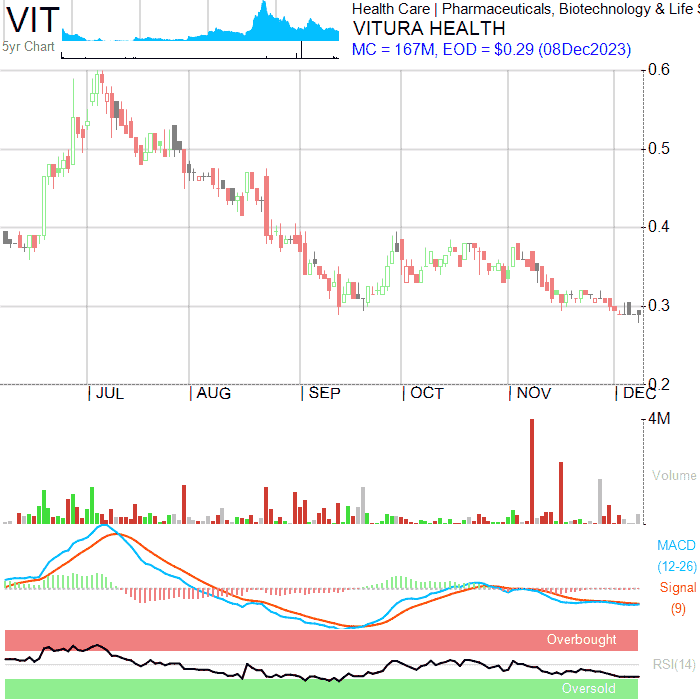 VIT
5yr Chart
Health Care | Pharmaceuticals, Biotechnology & Life S
VITURA HEALTH
MC = 167M, EOD = $0.29 (08Dec2023)
0.6
0.5
0.4
0.3
0.2
JUL
AUG
SEP
OCT
NOV
DEC
4M
Volume
MACD
(12-26)
Signal
(9)
Overbought
RSI(14)
Oversold